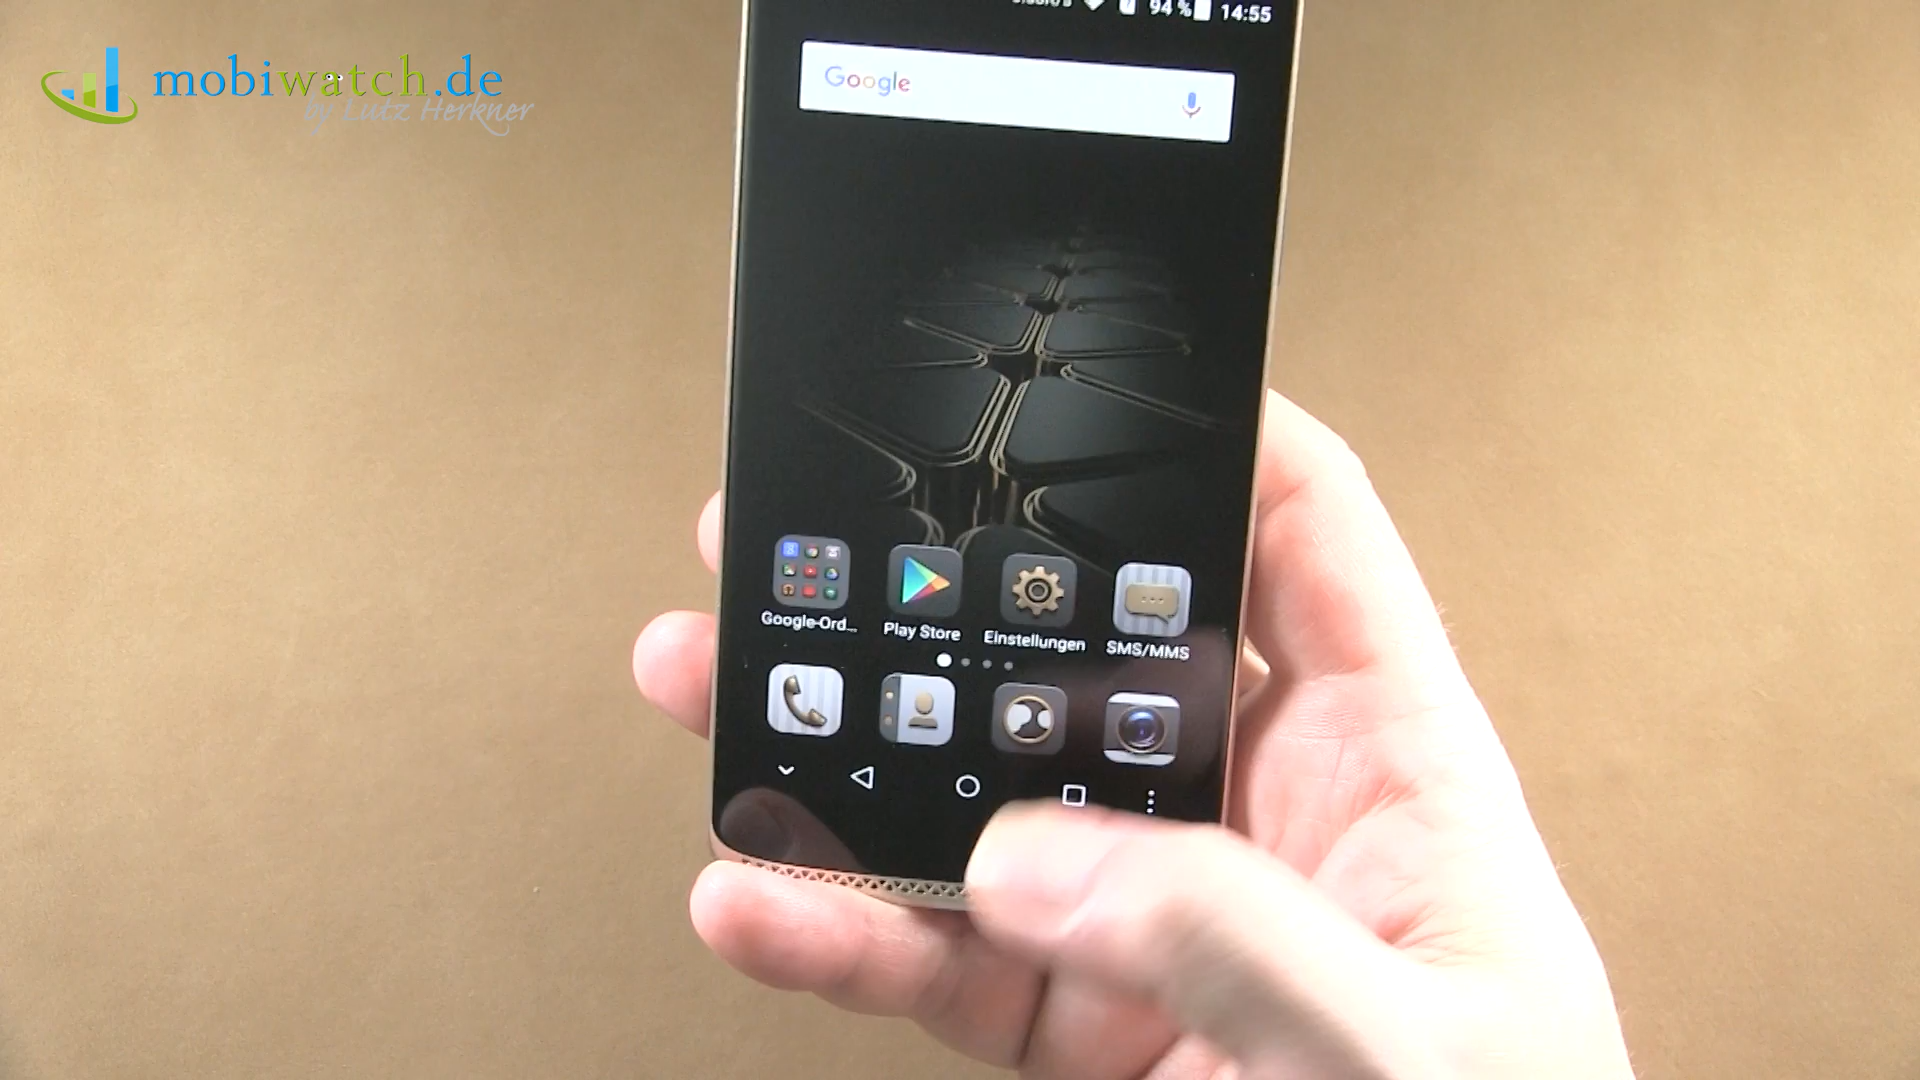 mobiwatch.de
by Lutz Herkner
94 % 14:55
Google
Google-Ord...
Play Store
Einstellungen
SMS/MMS